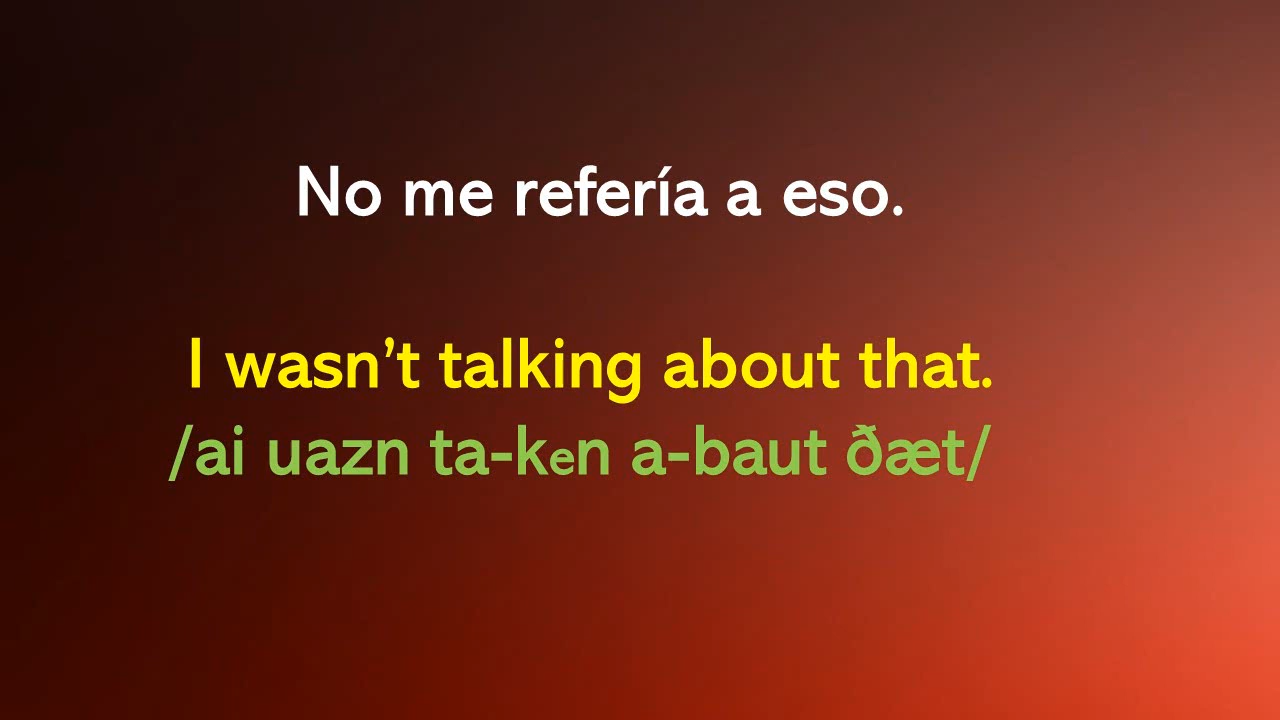 No me refería a eso.
I wasn’t talking about that.
/ai uazn ta-ken a-baut ðæt/